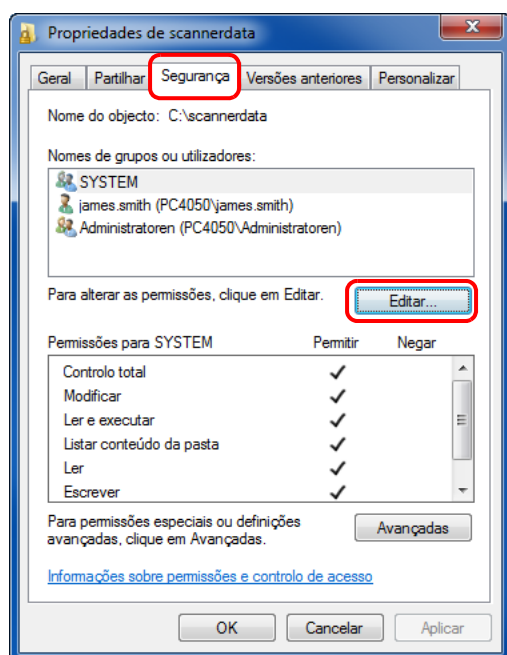 Propriedades de scannerdata
Geral Partilhar Segurança Versões anteriores Personalizar
Nome do objecto: C:\scannerdata
Nomes de grupos ou utilizadores:
SYSTEM
james.smith (PC4050\james.smith)
Administratoren (PC4050\Administratoren)
Para alterar as permissões, clique em Editar. Editar...
Permissões para SYSTEM Permitir Negar
Controlo total
Modificar
Ler e executar
Listar conteúdo da pasta
Ler
Escrever
Para permissões especiais ou definições
avançadas, clique em Avançadas. Avançadas
Informações sobre permissões e controlo de acesso
OK Cancelar Aplicar